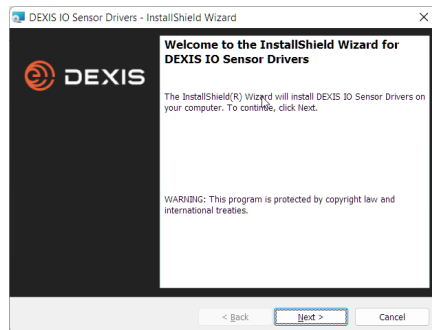 DEXIS IO Sensor Drivers - InstallShield Wizard
DEXIS
Welcome to the InstallShield Wizard for
DEXIS IO Sensor Drivers
The InstallShield(R) Wizard will install DEXIS IO Sensor Drivers on
your computer. To continue, click Next.
WARNING: This program is protected by copyright law and
international treaties.
< Back
Next >
Cancel